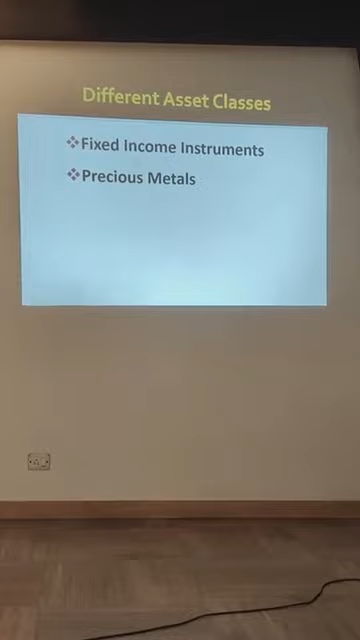 Different Asset Classes
❖Fixed Income Instruments
❖Precious Metals